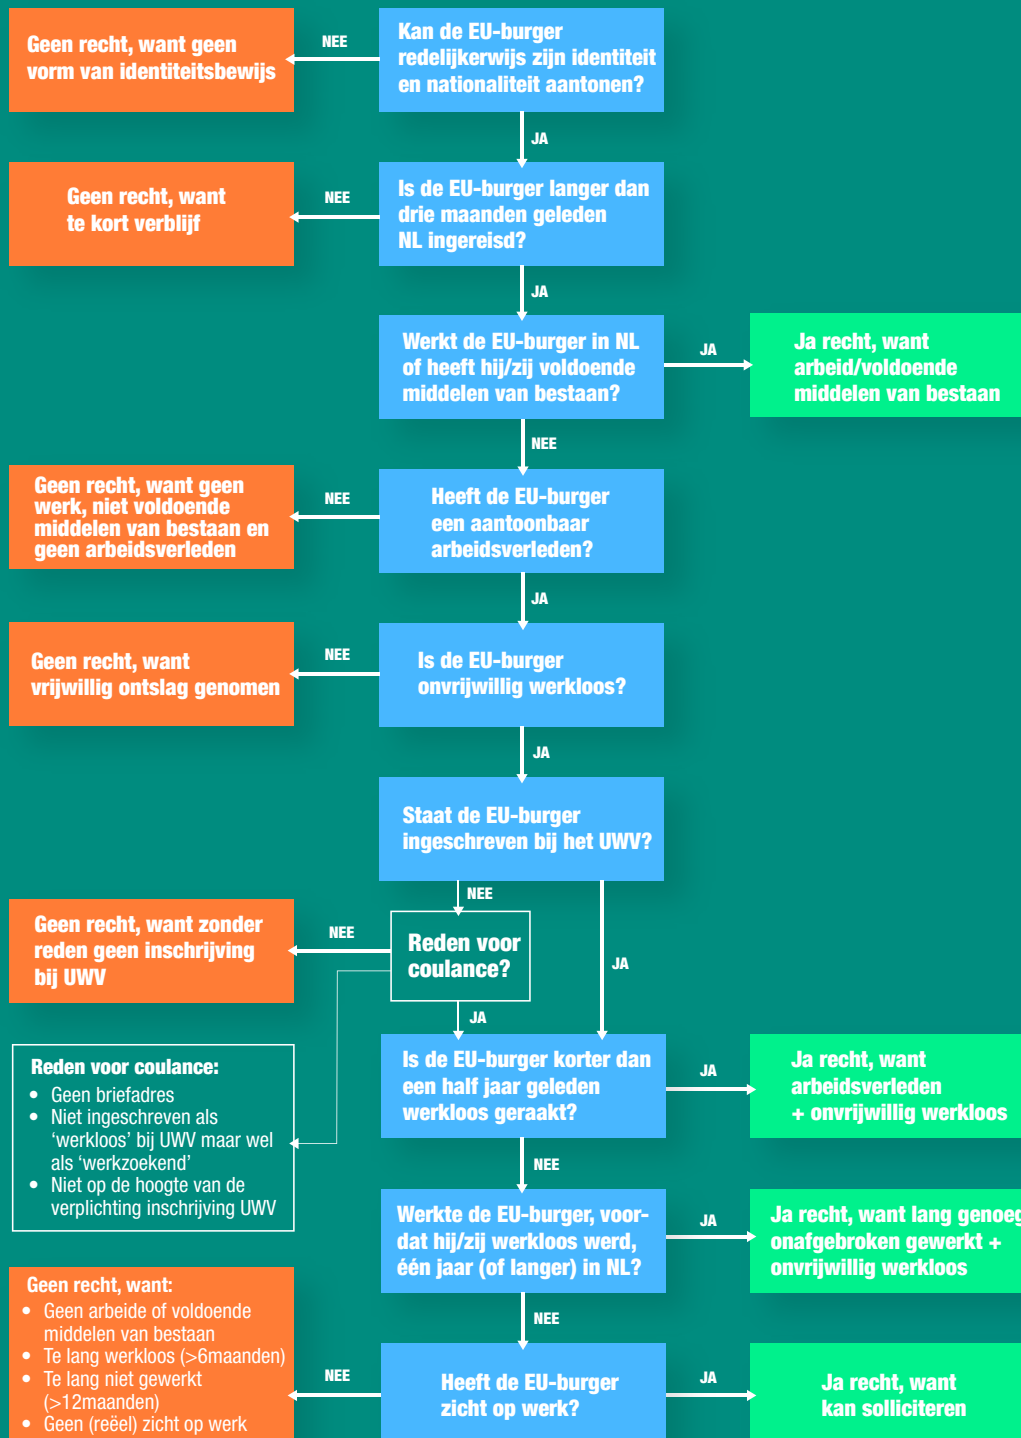 Geen recht, want geen
vorm van identiteitsbewijs
NEE
Kan de EU-burger
redelijkerwijs zijn identiteit
en nationaliteit aantonen?
JA
Geen recht, want
te kort verblijf
NEE
Is de EU-burger langer dan
drie maanden geleden
NL ingereisd?
JA
Werkt de EU-burger in NL
of heeft hij/zij voldoende
middelen van bestaan?
JA
Ja recht, want
arbeid/voldoende
middelen van bestaan
NEE
Geen recht, want geen
werk, niet voldoende
middelen van bestaan en
geen arbeidsverleden
NEE
Heeft de EU-burger
een aantoonbaar
arbeidsverleden?
JA
Geen recht, want
vrijwillig ontslag genomen
NEE
Is de EU-burger
onvrijwillig werkloos?
JA
Staat de EU-burger
ingeschreven bij het UWV?
NEE
Geen recht, want zonder
reden geen inschrijving
bij UWV
NEE
Reden voor
coulance?
JA
JA
Reden voor coulance:
• Geen briefadres
• Niet ingeschreven als
‘werkloos’ bij UWV maar wel
als ‘werkzoekend’
• Niet op de hoogte van de
verplichting inschrijving UWV
Is de EU-burger korter dan
een half jaar geleden
werkloos geraakt?
JA
Ja recht, want
arbeidsverleden
+ onvrijwillig werkloos
NEE
Werkte de EU-burger, voor-
dat hij/zij werkloos werd,
één jaar (of langer) in NL?
JA
Ja recht, want lang genoeg
onafgebroken gewerkt +
onvrijwillig werkloos
NEE
Geen recht, want:
• Geen arbeide of voldoende
middelen van bestaan
• Te lang werkloos (>6maanden)
• Te lang niet gewerkt
(>12maanden)
• Geen (reëel) zicht op werk
NEE
Heeft de EU-burger
zicht op werk?
JA
Ja recht, want
kan solliciteren